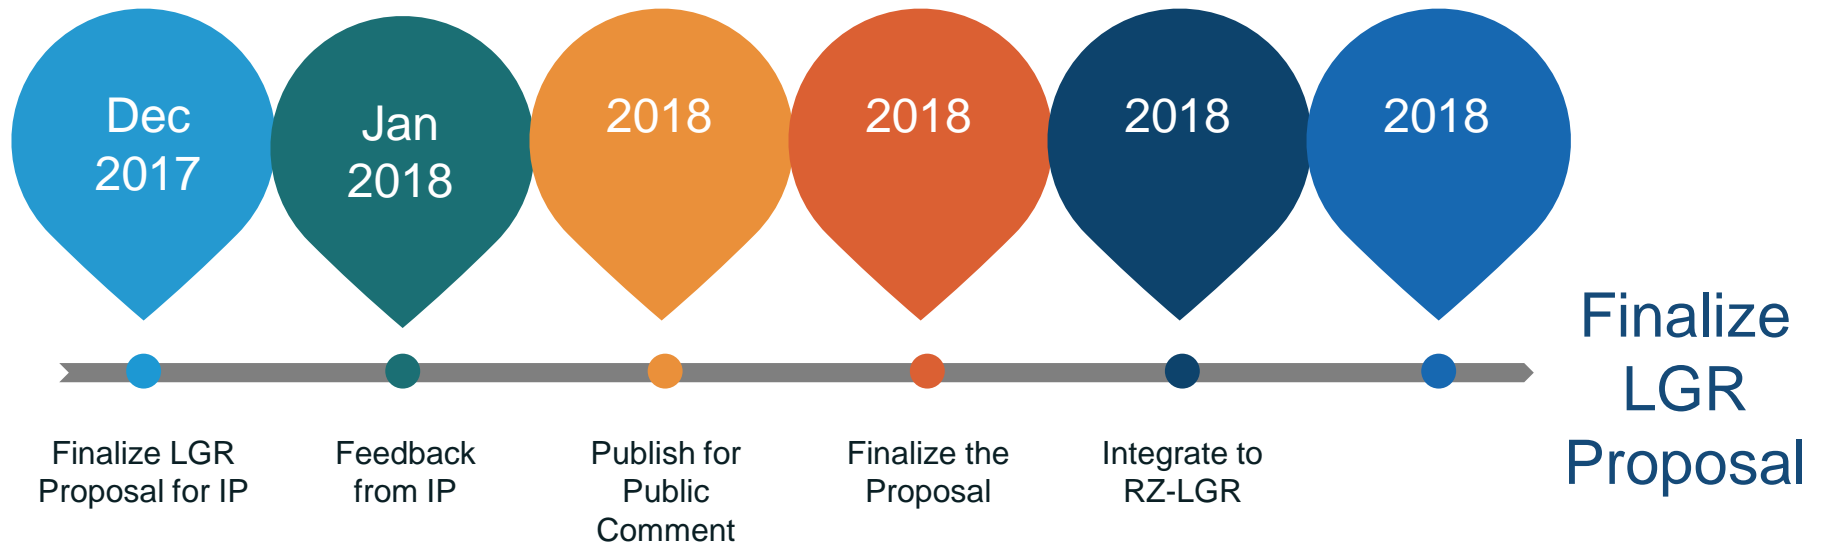 Dec
2017
Jan
2018
2018
2018
2018
2018
Finalize LGR
Proposal for IP
Feedback
from IP
Publish for
Public
Comment
Finalize the
Proposal
Integrate to
RZ-LGR
Finalize
LGR
Proposal